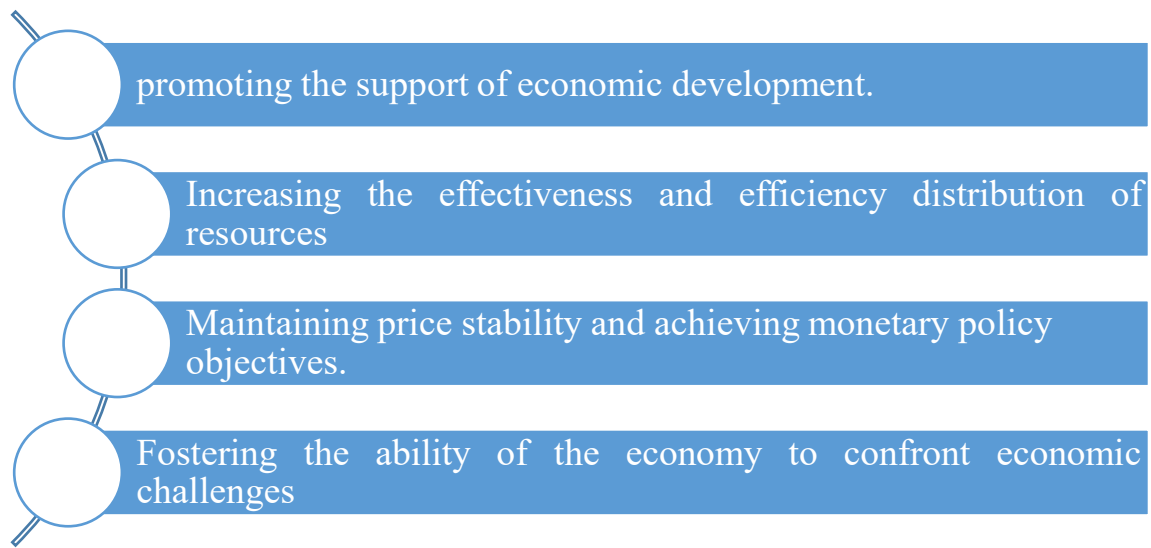 promoting the support of economic development.
Increasing the effectiveness and efficiency distribution of
resources
Maintaining price stability and achieving monetary policy
objectives.
Fostering the ability of the economy to confront economic
challenges